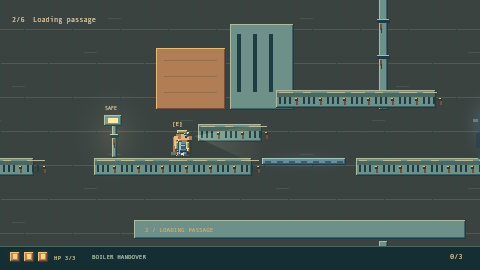 2/6 Loading passage
SAFE
[E]
2 / LOADING PASSAGE
HP 3/3 BOILER HANDOVER 0/3